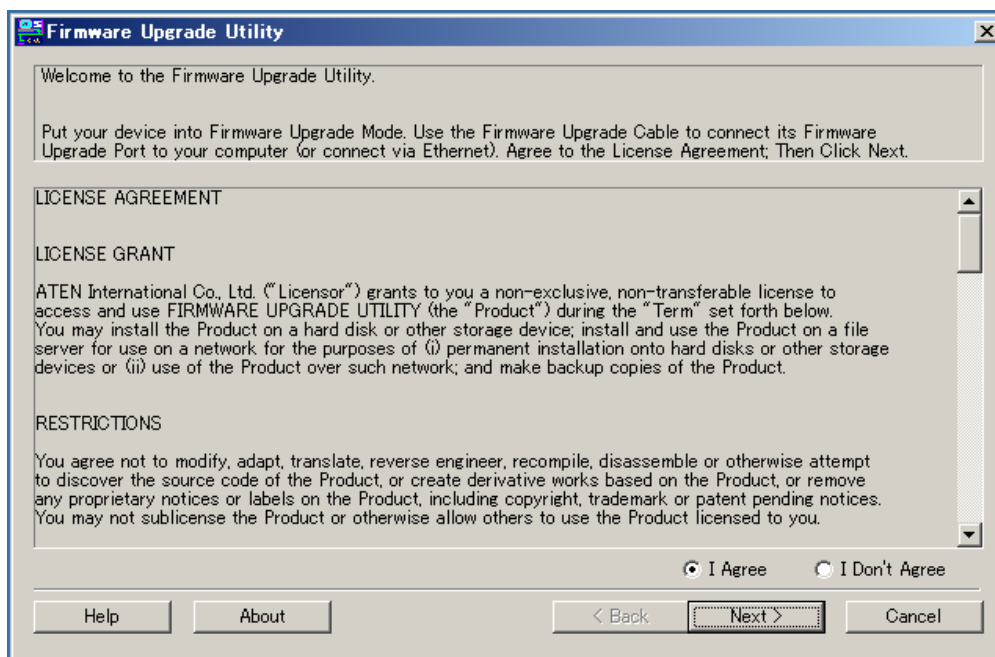 Firmware Upgrade Utility
Welcome to the Firmware Upgrade Utility.
Put your device into Firmware Upgrade Mode. Use the Firmware Upgrade Cable to connect its Firmware
Upgrade Port to your computer (or connect via Ethernet). Agree to the License Agreement; Then Click Next.
LICENSE AGREEMENT
LICENSE GRANT
ATEN International Co., Ltd. ("Licensor") grants to you a non-exclusive, non-transferable license to
access and use FIRMWARE UPGRADE UTILITY (the "Product") during the "Term" set forth below.
You may install the Product on a hard disk or other storage device; install and use the Product on a file
server for use on a network for the purposes of (i) permanent installation onto hard disks or other storage
devices or (ii) use of the Product over such network; and make backup copies of the Product.
RESTRICTIONS
You agree not to modify, adapt, translate, reverse engineer, recompile, disassemble or otherwise attempt
to discover the source code of the Product, or create derivative works based on the Product, or remove
any proprietary notices or labels on the Product, including copyright, trademark or patent pending notices.
You may not sublicense the Product or otherwise allow others to use the Product licensed to you.
I Agree I Don't Agree
Help About < Back Next > Cancel